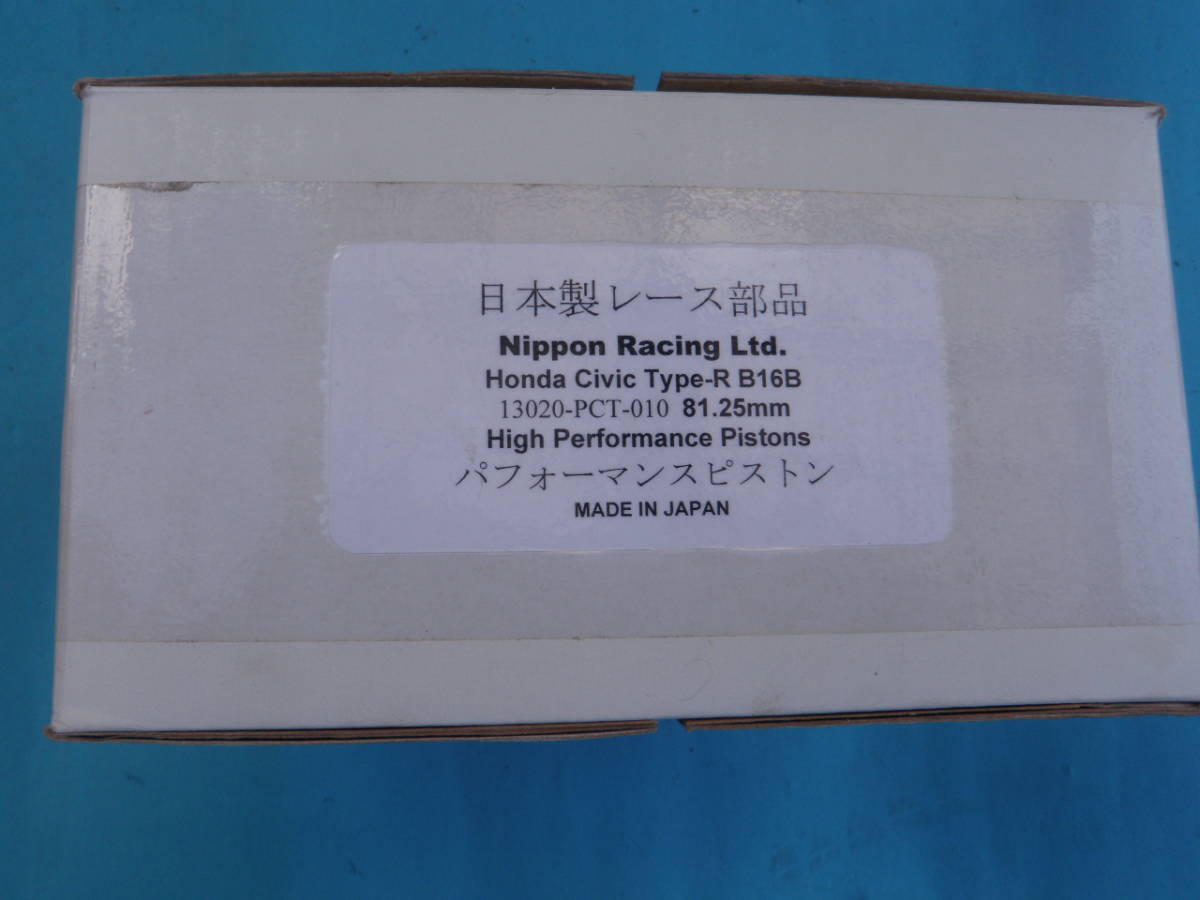 日本製レース部品
Nippon Racing Ltd.
Honda Civic Type-R B16B
13020-PCT-010 81.25mm
High Performance Pistons
パフォーマンスピストン
MADE IN JAPAN